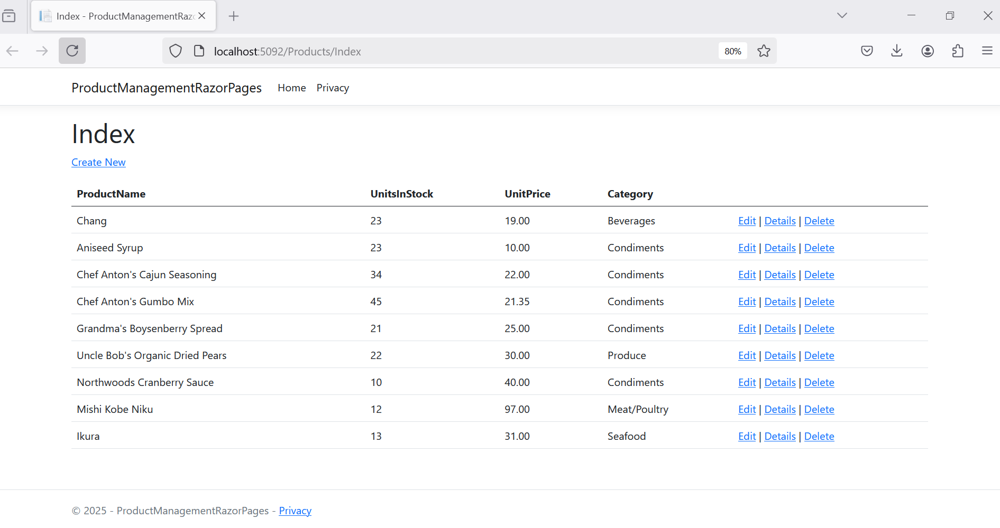 Index - ProductManagementRaz
localhost:5092/Products/Index 80%
ProductManagementRazorPages Home Privacy
Index
Create New
ProductName UnitsInStock UnitPrice Category
Chang 23 19.00 Beverages Edit | Details | Delete
Aniseed Syrup 23 10.00 Condiments Edit | Details | Delete
Chef Anton's Cajun Seasoning 34 22.00 Condiments Edit | Details | Delete
Chef Anton's Gumbo Mix 45 21.35 Condiments Edit | Details | Delete
Grandma's Boysenberry Spread 21 25.00 Condiments Edit | Details | Delete
Uncle Bob's Organic Dried Pears 22 30.00 Produce Edit | Details | Delete
Northwoods Cranberry Sauce 10 40.00 Condiments Edit | Details | Delete
Mishi Kobe Niku 12 97.00 Meat/Poultry Edit | Details | Delete
Ikura 13 31.00 Seafood Edit | Details | Delete
© 2025 - ProductManagementRazorPages - Privacy